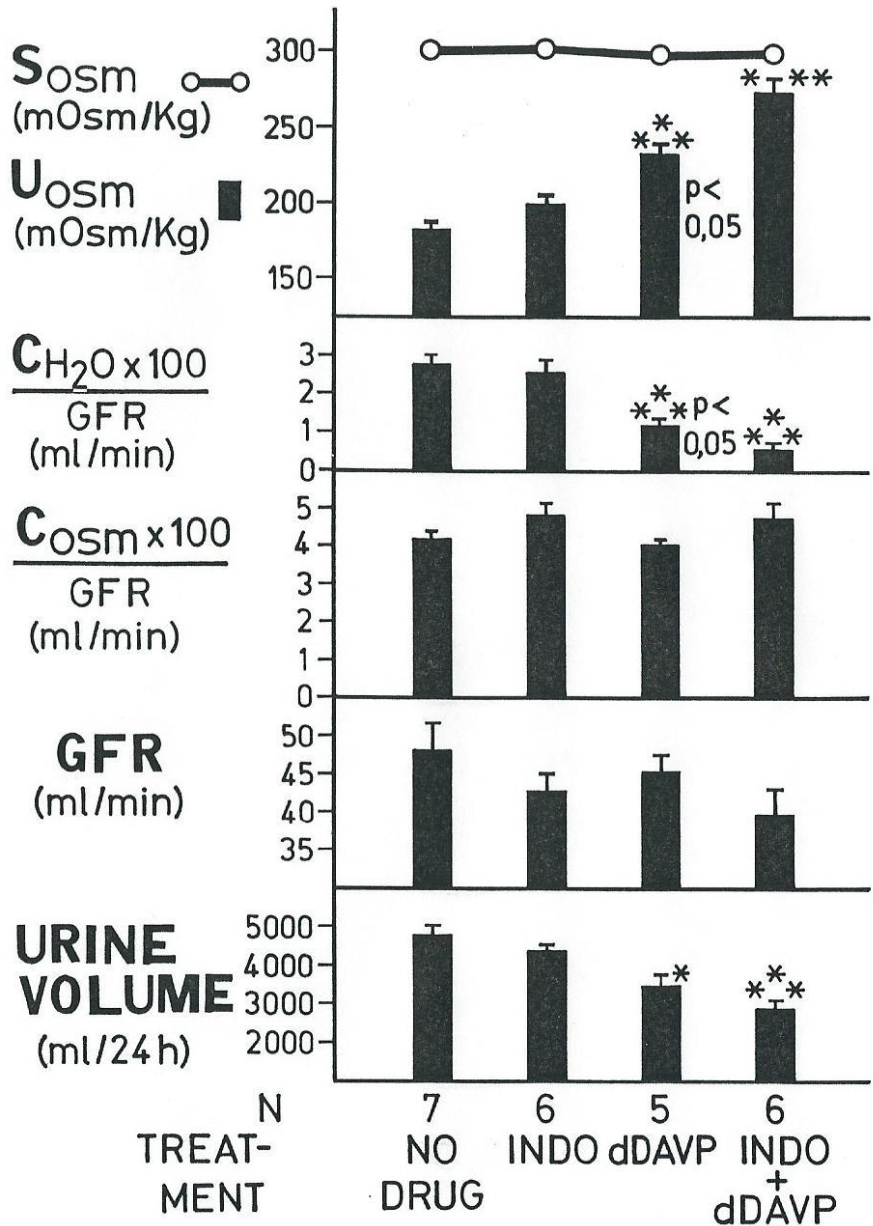 Sosm
(mOsm/Kg)
Uosm
(mOsm/Kg)
300
250
200
150
* **
***
p<
0,05
CH2O x 100
GFR
(ml/min)
3
2
1
0
***
p<
0,05
***
Cosm x 100
GFR
(ml/min)
5
4
3
2
1
0
GFR
(ml/min)
50
45
40
35
URINE
VOLUME
(ml/24h)
5000
4000
3000
2000
*
***
N 7 6 5 6
TREAT- NO INDO dDAVP INDO
MENT DRUG +
dDAVP